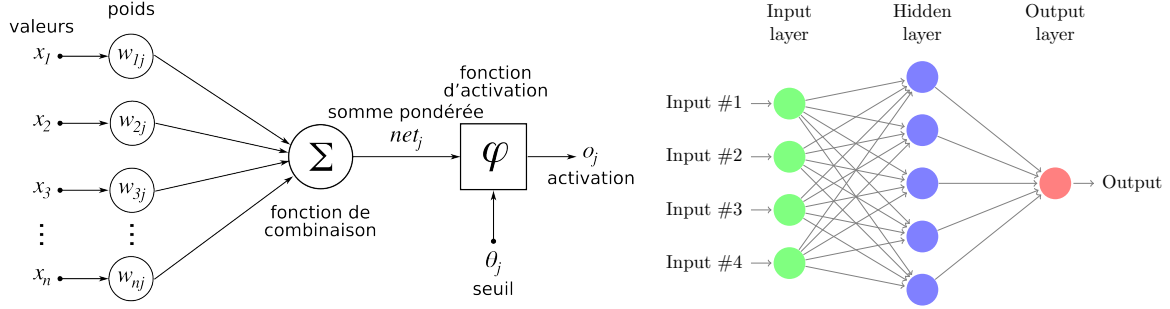 poids
valeurs
x1
w1j
x2
w2j
x3
w3j
xn
wnj
Σ
fonction de
combinaison
somme pondérée
netj
fonction
d'activation
φ
oj
activation
θj
seuil
Input
layer
Hidden
layer
Output
layer
Input #1
Input #2
Input #3
Input #4
Output